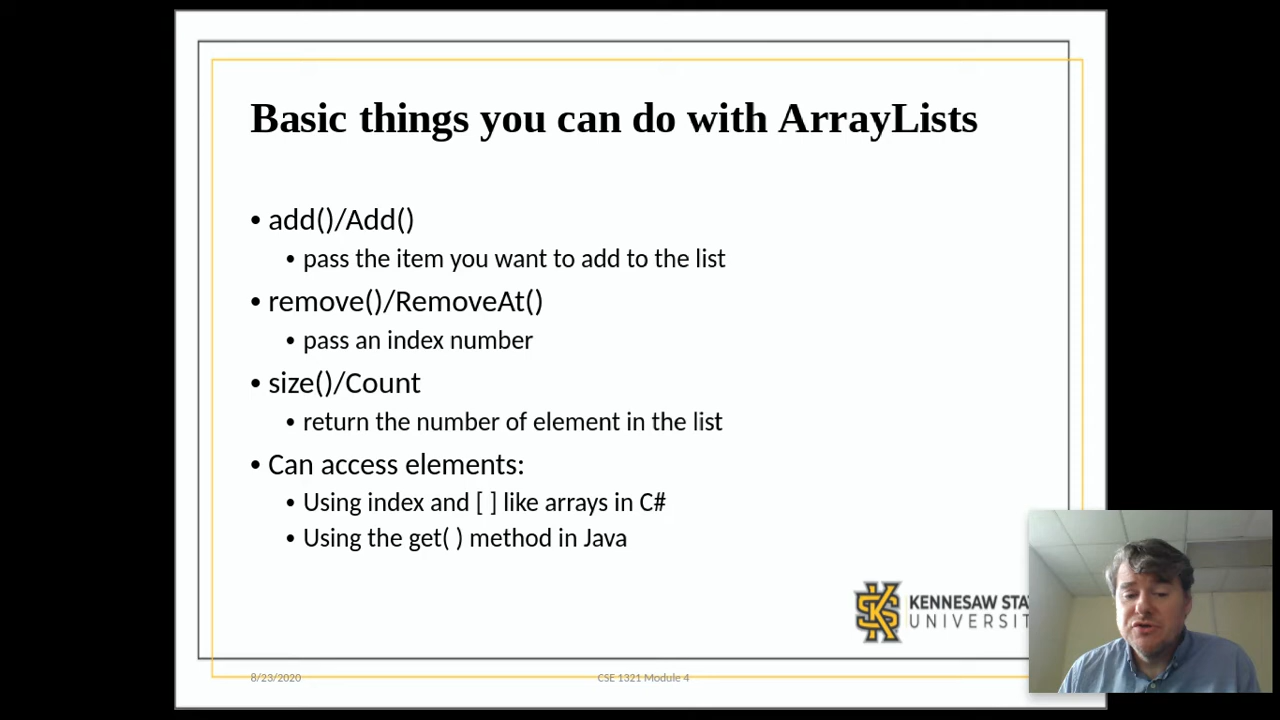 Basic things you can do with ArrayLists
• add()/Add()
• pass the item you want to add to the list
• remove()/RemoveAt()
• pass an index number
• size()/Count
• return the number of element in the list
• Can access elements:
• Using index and [ ] like arrays in C#
• Using the get( ) method in Java
KENNESAW STA
UNIVERSIT
8/23/2020
CSE 1321 Module 4